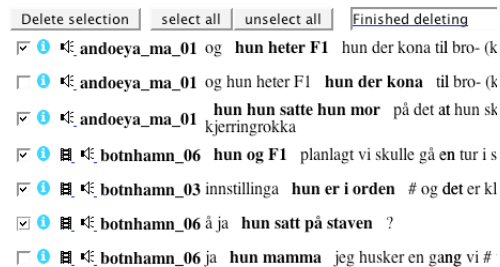 Delete selection select all unselect all Finished deleting
andoeya_ma_01 og hun heter F1 hun der kona til bro- (k
andoeya_ma_01 og hun heter F1 hun der kona til bro- (k
andoeya_ma_01 hun hun satte hun mor på det at hun sk
kjerringrokka
botnhamn_06 hun og F1 planlagt vi skulle gå en tur i s
botnhamn_03 innstillinga hun er i orden # og det er kl
botnhamn_06 å ja hun satt på staven ?
botnhamn_06 ja hun mamma jeg husker en gang vi #